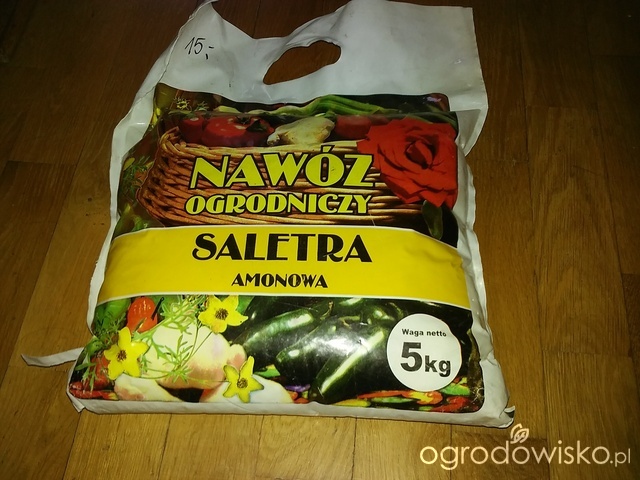 15,-
NAWÓZ
OGRODNICZY
SALETRA
AMONOWA
Waga netto
5kg
ogrodowisko.pl